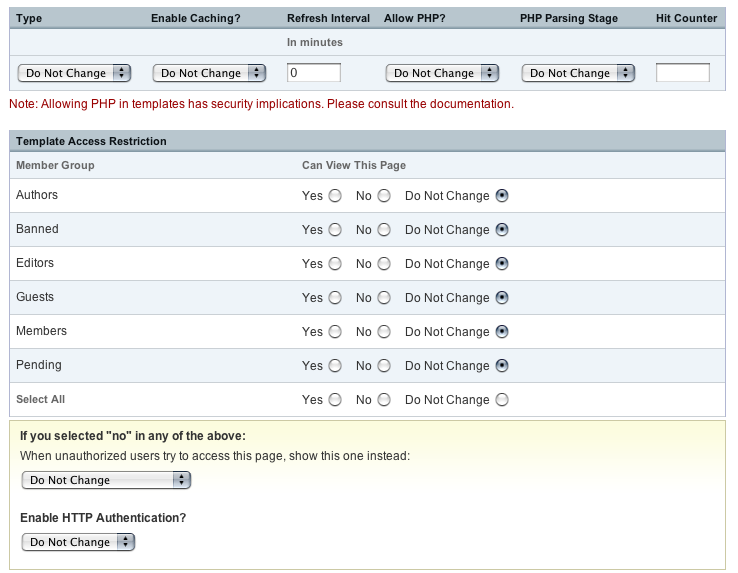 Type Enable Caching? Refresh Interval Allow PHP? PHP Parsing Stage Hit Counter
In minutes
Do Not Change Do Not Change 0 Do Not Change Do Not Change
Note: Allowing PHP in templates has security implications. Please consult the documentation.
Template Access Restriction
Member Group Can View This Page
Authors Yes No Do Not Change
Banned Yes No Do Not Change
Editors Yes No Do Not Change
Guests Yes No Do Not Change
Members Yes No Do Not Change
Pending Yes No Do Not Change
Select All Yes No Do Not Change
If you selected "no" in any of the above:
When unauthorized users try to access this page, show this one instead:
Do Not Change
Enable HTTP Authentication?
Do Not Change